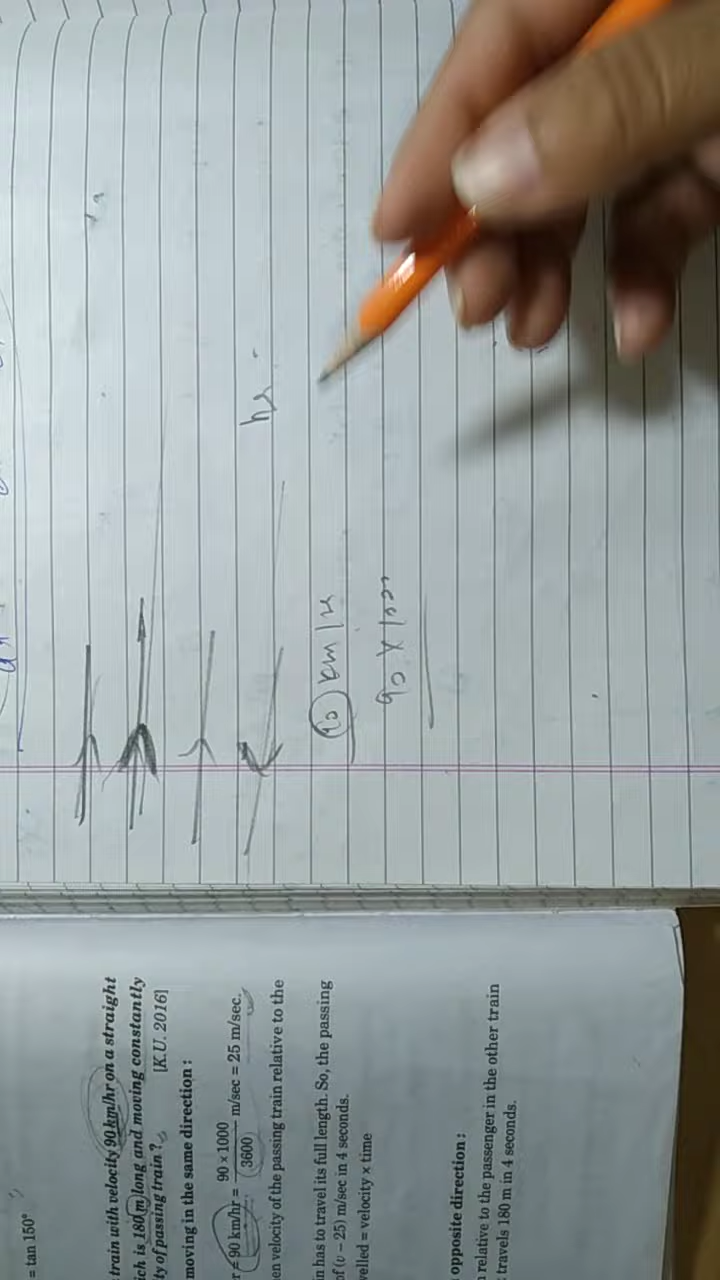 hr
90 km/hr
90 × 1000
= tan 150°
train with velocity 90 km/hr on a straight
ich is 180 m long and moving constantly
ty of passing train ? [K.U. 2016]
moving in the same direction :
r = 90 km/hr = 90 × 1000 / 3600 m/sec = 25 m/sec.
en velocity of the passing train relative to the
in has to travel its full length. So, the passing
of (v – 25) m/sec in 4 seconds.
velled = velocity × time
opposite direction :
relative to the passenger in the other train
travels 180 m in 4 seconds.